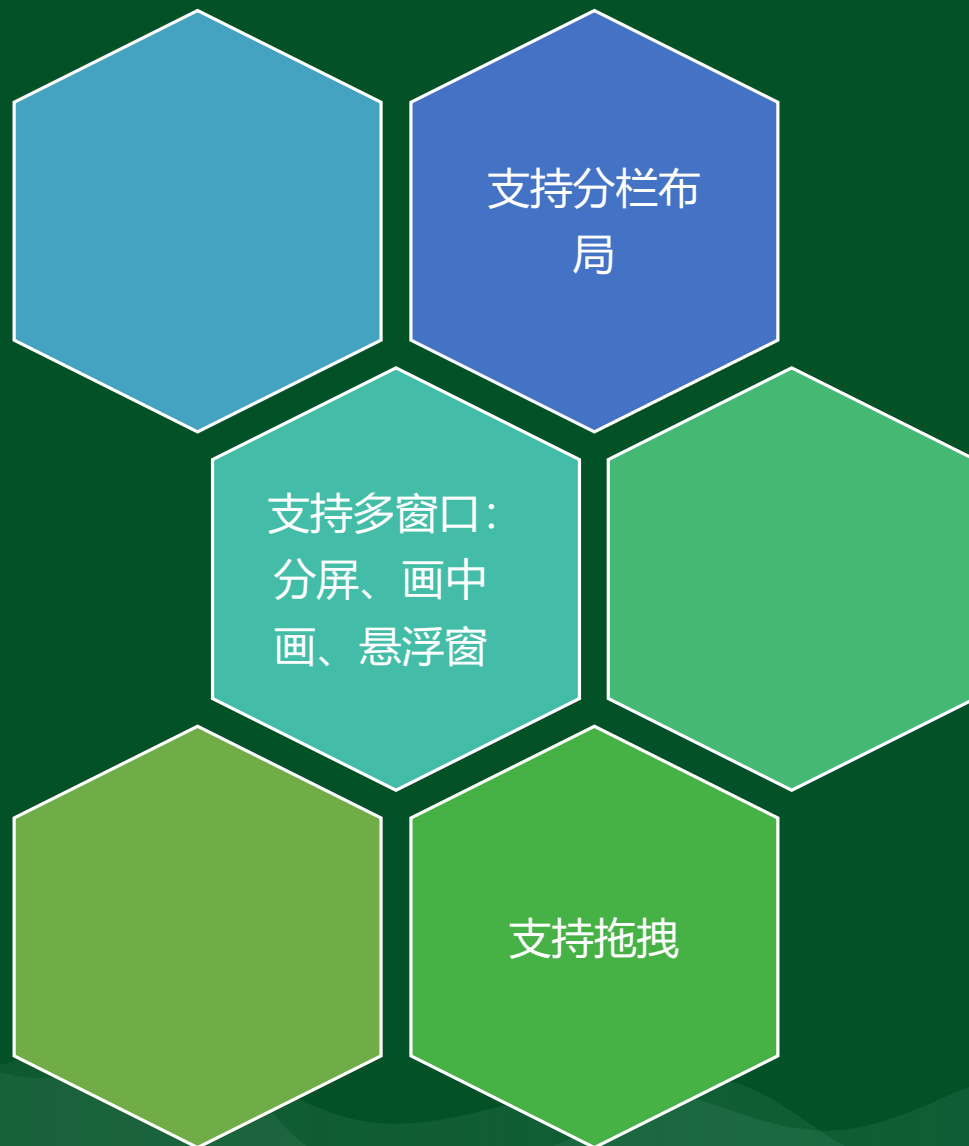 支持分栏布
局
支持多窗口：
分屏、画中
画、悬浮窗
支持拖拽